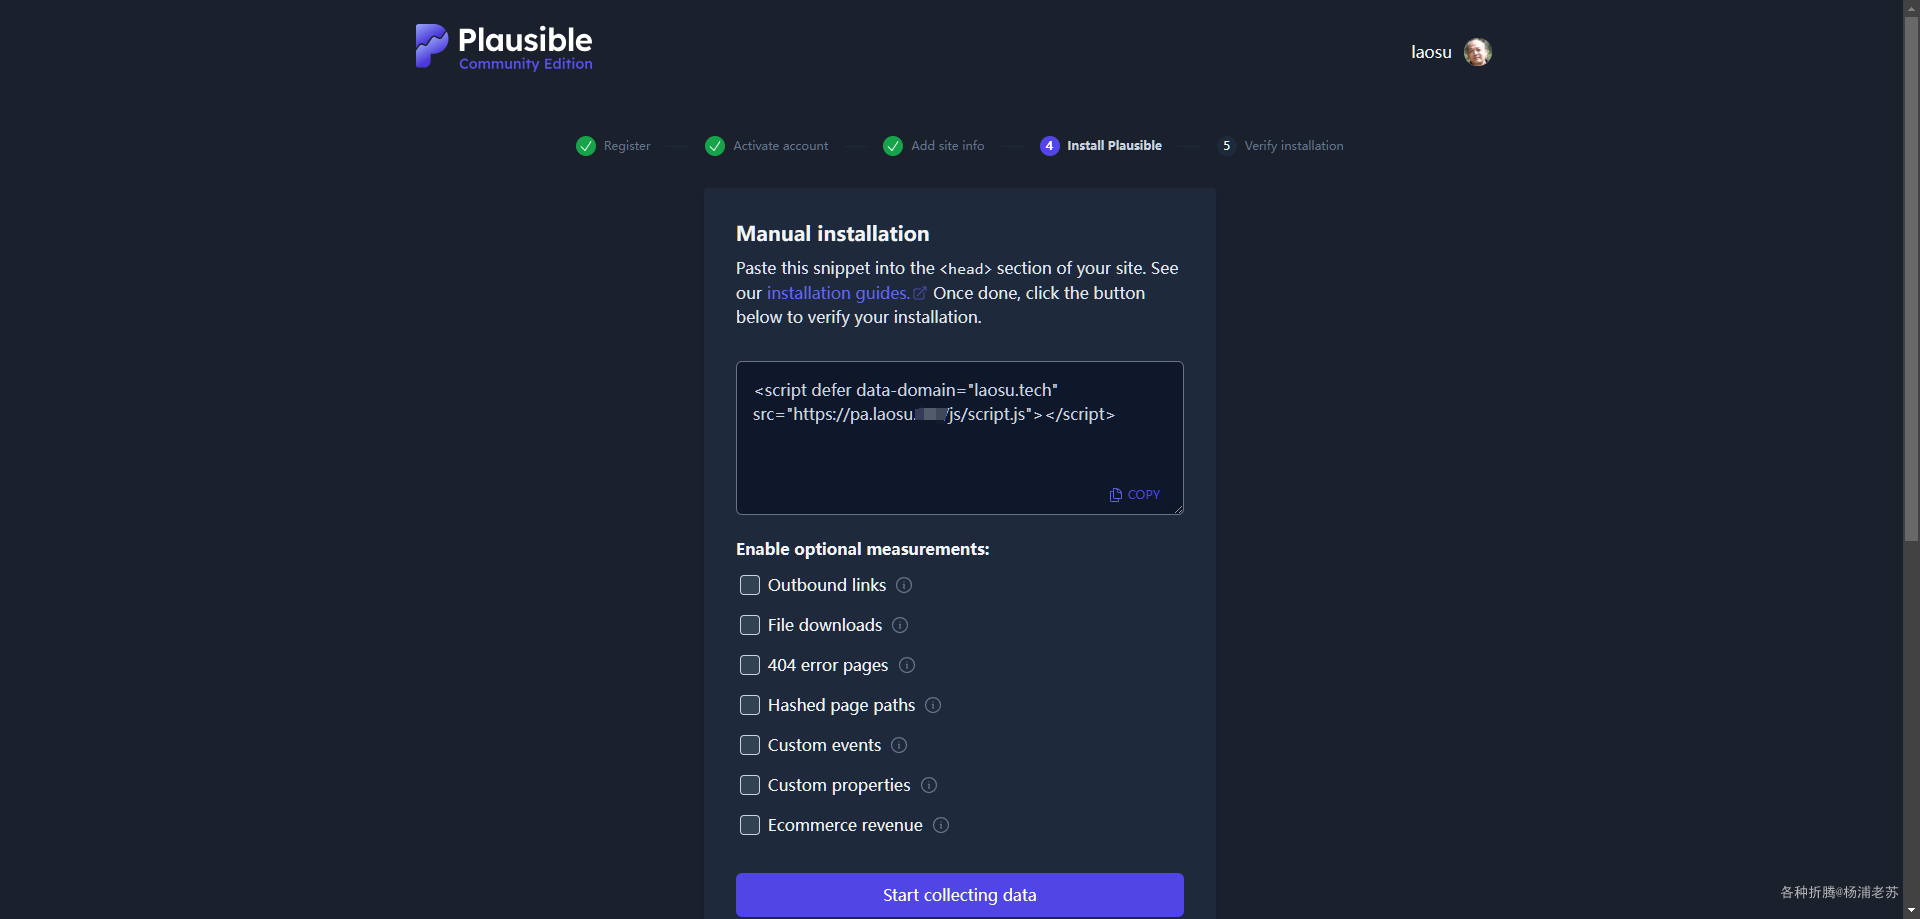 Plausible
Community Edition
laosu
Register
Activate account
Add site info
4 Install Plausible
5 Verify installation
Manual installation
Paste this snippet into the <head> section of your site. See
our installation guides. Once done, click the button
below to verify your installation.
<script defer data-domain="laosu.tech"
src="https://pa.laosu. /js/script.js"></script>
COPY
Enable optional measurements:
Outbound links
File downloads
404 error pages
Hashed page paths
Custom events
Custom properties
Ecommerce revenue
Start collecting data
各种折腾@杨浦老苏